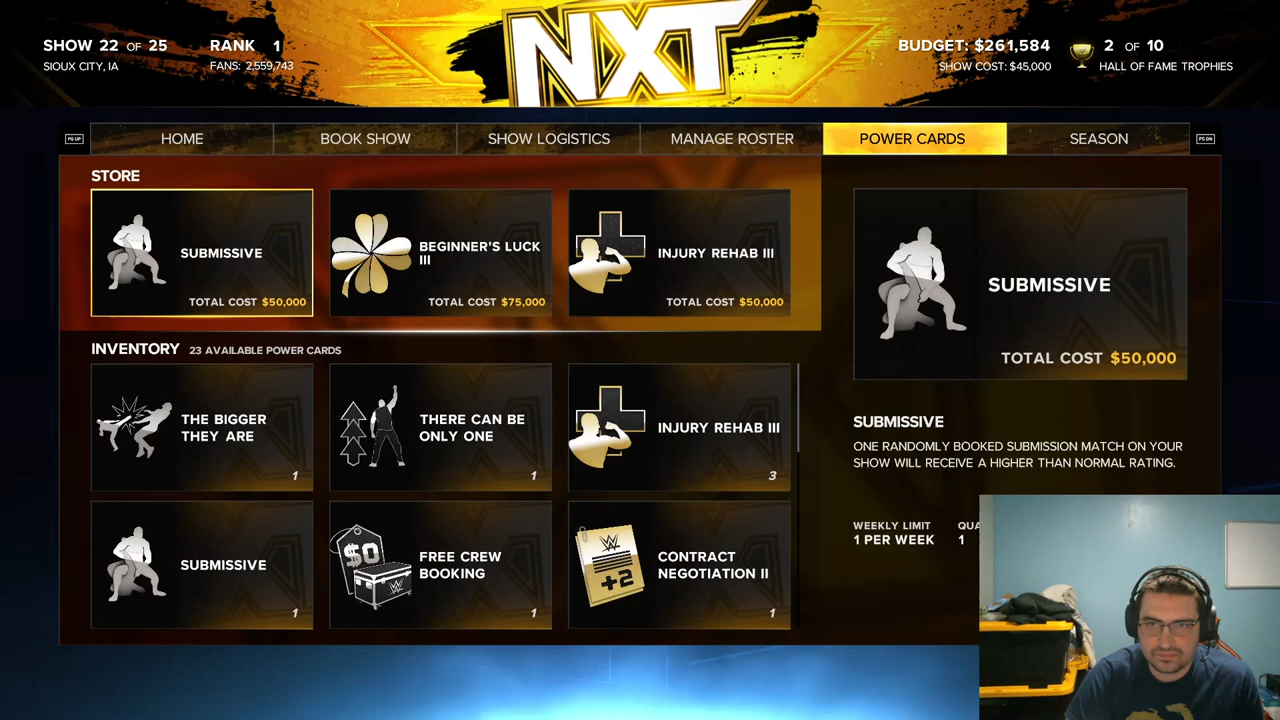 NXT
SHOW 22 OF 25
SIOUX CITY, IA
RANK 1
FANS: 2,559,743
BUDGET: $261,584
SHOW COST: $45,000
2 OF 10
HALL OF FAME TROPHIES
PG UP
HOME
BOOK SHOW
SHOW LOGISTICS
MANAGE ROSTER
POWER CARDS
SEASON
PG DN
STORE
SUBMISSIVE
TOTAL COST $50,000
BEGINNER'S LUCK
III
TOTAL COST $75,000
INJURY REHAB III
TOTAL COST $50,000
INVENTORY 23 AVAILABLE POWER CARDS
THE BIGGER
THEY ARE
1
THERE CAN BE
ONLY ONE
1
INJURY REHAB III
3
SUBMISSIVE
1
$0
FREE CREW
BOOKING
1
+2
CONTRACT
NEGOTIATION II
1
SUBMISSIVE
TOTAL COST $50,000
SUBMISSIVE
ONE RANDOMLY BOOKED SUBMISSION MATCH ON YOUR
SHOW WILL RECEIVE A HIGHER THAN NORMAL RATING.
WEEKLY LIMIT
1 PER WEEK
QUA
1